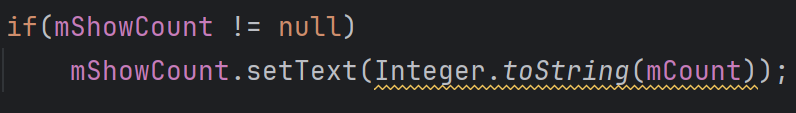 if(mShowCount != null)
mShowCount.setText(Integer.toString(mCount));